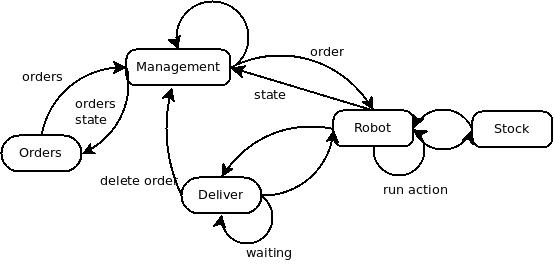 Management
order
orders
state
orders
state
Robot
Stock
Orders
delete order
Deliver
run action
waiting